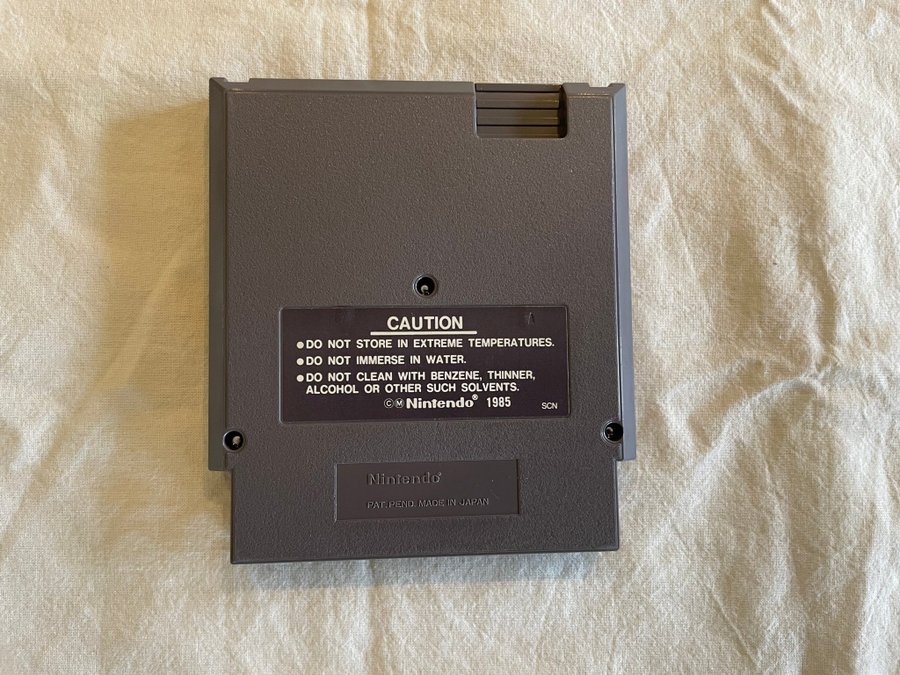 CAUTION
●DO NOT STORE IN EXTREME TEMPERATURES.
●DO NOT IMMERSE IN WATER.
●DO NOT CLEAN WITH BENZENE, THINNER,
ALCOHOL OR OTHER SUCH SOLVENTS.
ⒸⓂ Nintendo® 1985 SCN
Nintendo®
PAT. PEND. MADE IN JAPAN